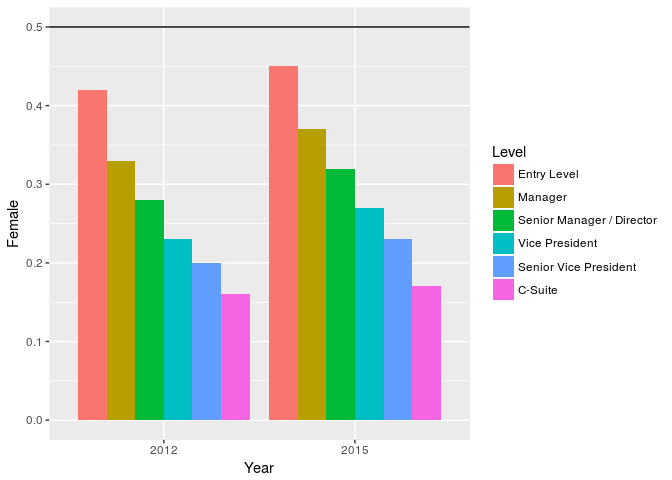 0.5
0.4
0.3
0.2
0.1
0.0
Female
2012 2015
Year
Level
Entry Level
Manager
Senior Manager / Director
Vice President
Senior Vice President
C-Suite